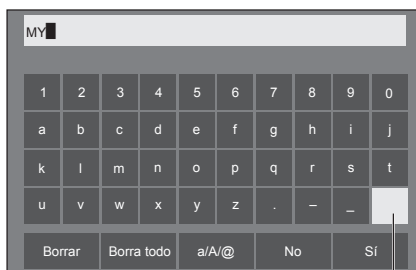 MY
1 2 3 4 5 6 7 8 9 0
a b c d e f g h i j
k l m n o p q r s t
u v w x y z . – _
Borrar Borra todo a/A/@ No Sí